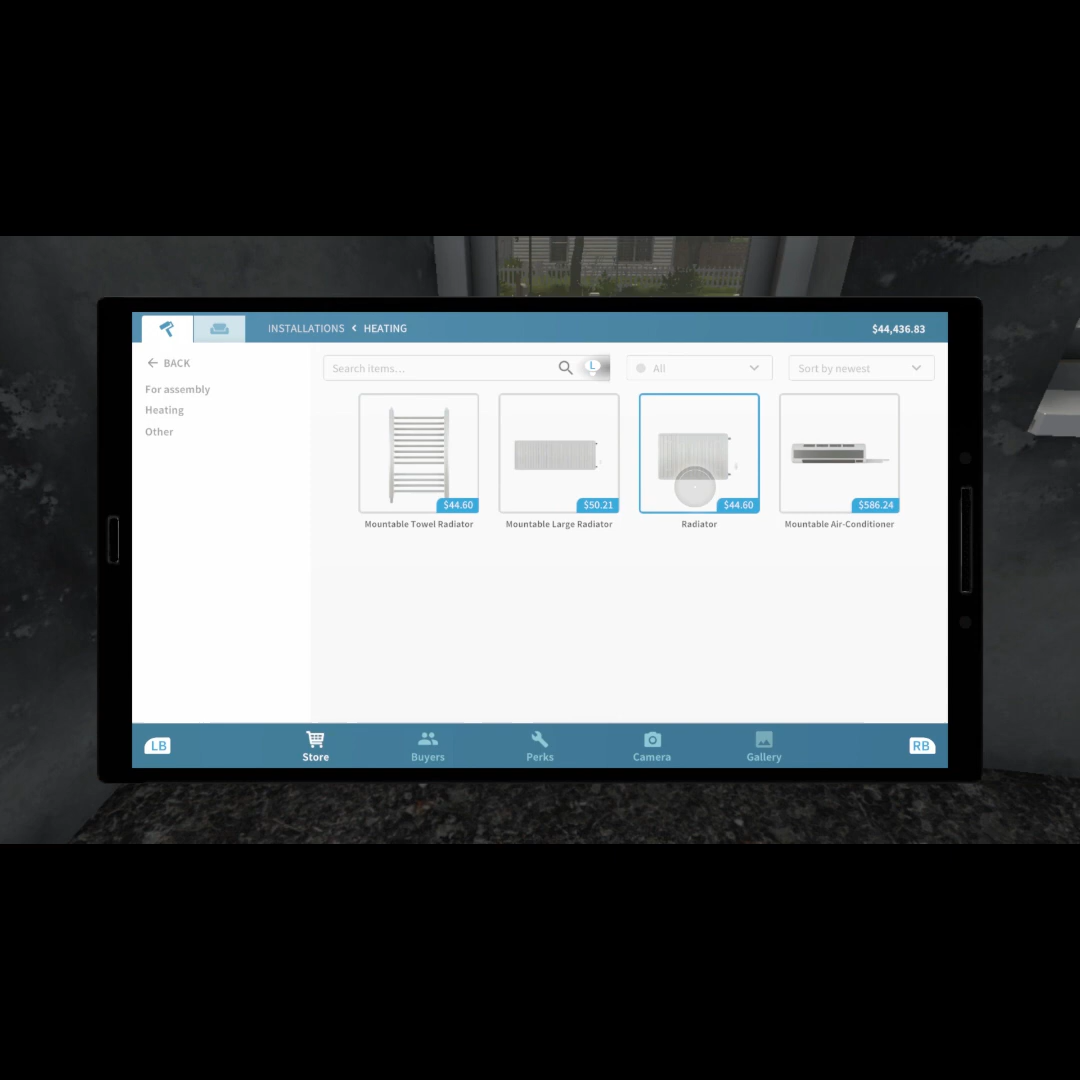 INSTALLATIONS < HEATING
$44,436.83
BACK
For assembly
Heating
Other
Search items...
L
All
Sort by newest
$44.60
$50.21
$44.60
$586.24
Mountable Towel Radiator
Mountable Large Radiator
Radiator
Mountable Air-Conditioner
LB
Store
Buyers
Perks
Camera
Gallery
RB